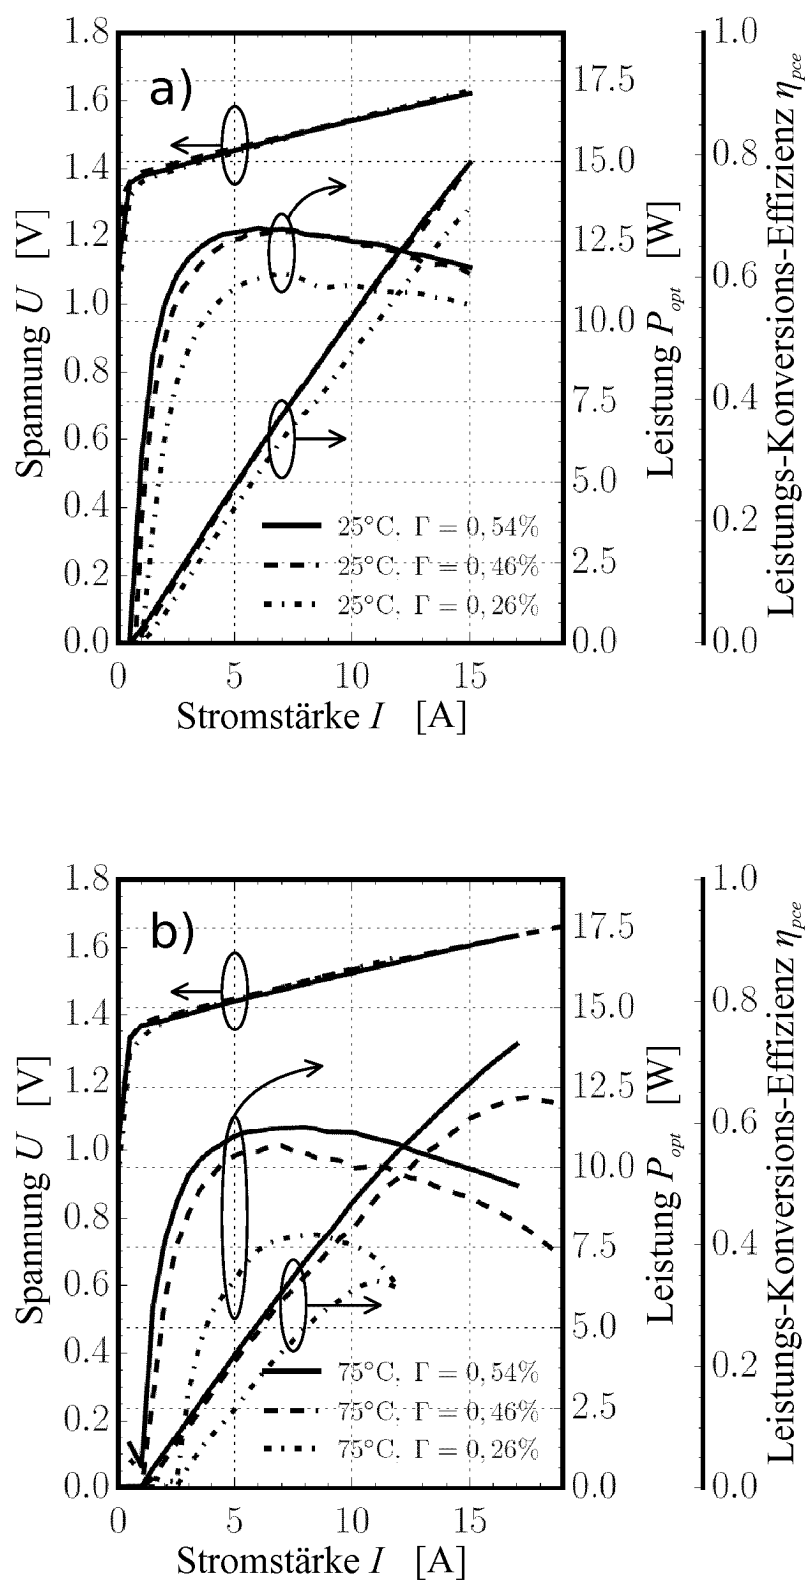 a)
1.8
1.6
1.4
1.2
1.0
0.8
0.6
0.4
0.2
0.0
Spannung U [V]
17.5
15.0
12.5
10.0
7.5
5.0
2.5
0.0
Leistung P_opt [W]
1.0
0.8
0.6
0.4
0.2
0.0
Leistungs-Konversions-Effizienz η_pce
25°C, Γ = 0,54%
25°C, Γ = 0,46%
25°C, Γ = 0,26%
0 5 10 15
Stromstärke I [A]
b)
1.8
1.6
1.4
1.2
1.0
0.8
0.6
0.4
0.2
0.0
Spannung U [V]
17.5
15.0
12.5
10.0
7.5
5.0
2.5
0.0
Leistung P_opt [W]
1.0
0.8
0.6
0.4
0.2
0.0
Leistungs-Konversions-Effizienz η_pce
75°C, Γ = 0,54%
75°C, Γ = 0,46%
75°C, Γ = 0,26%
0 5 10 15
Stromstärke I [A]